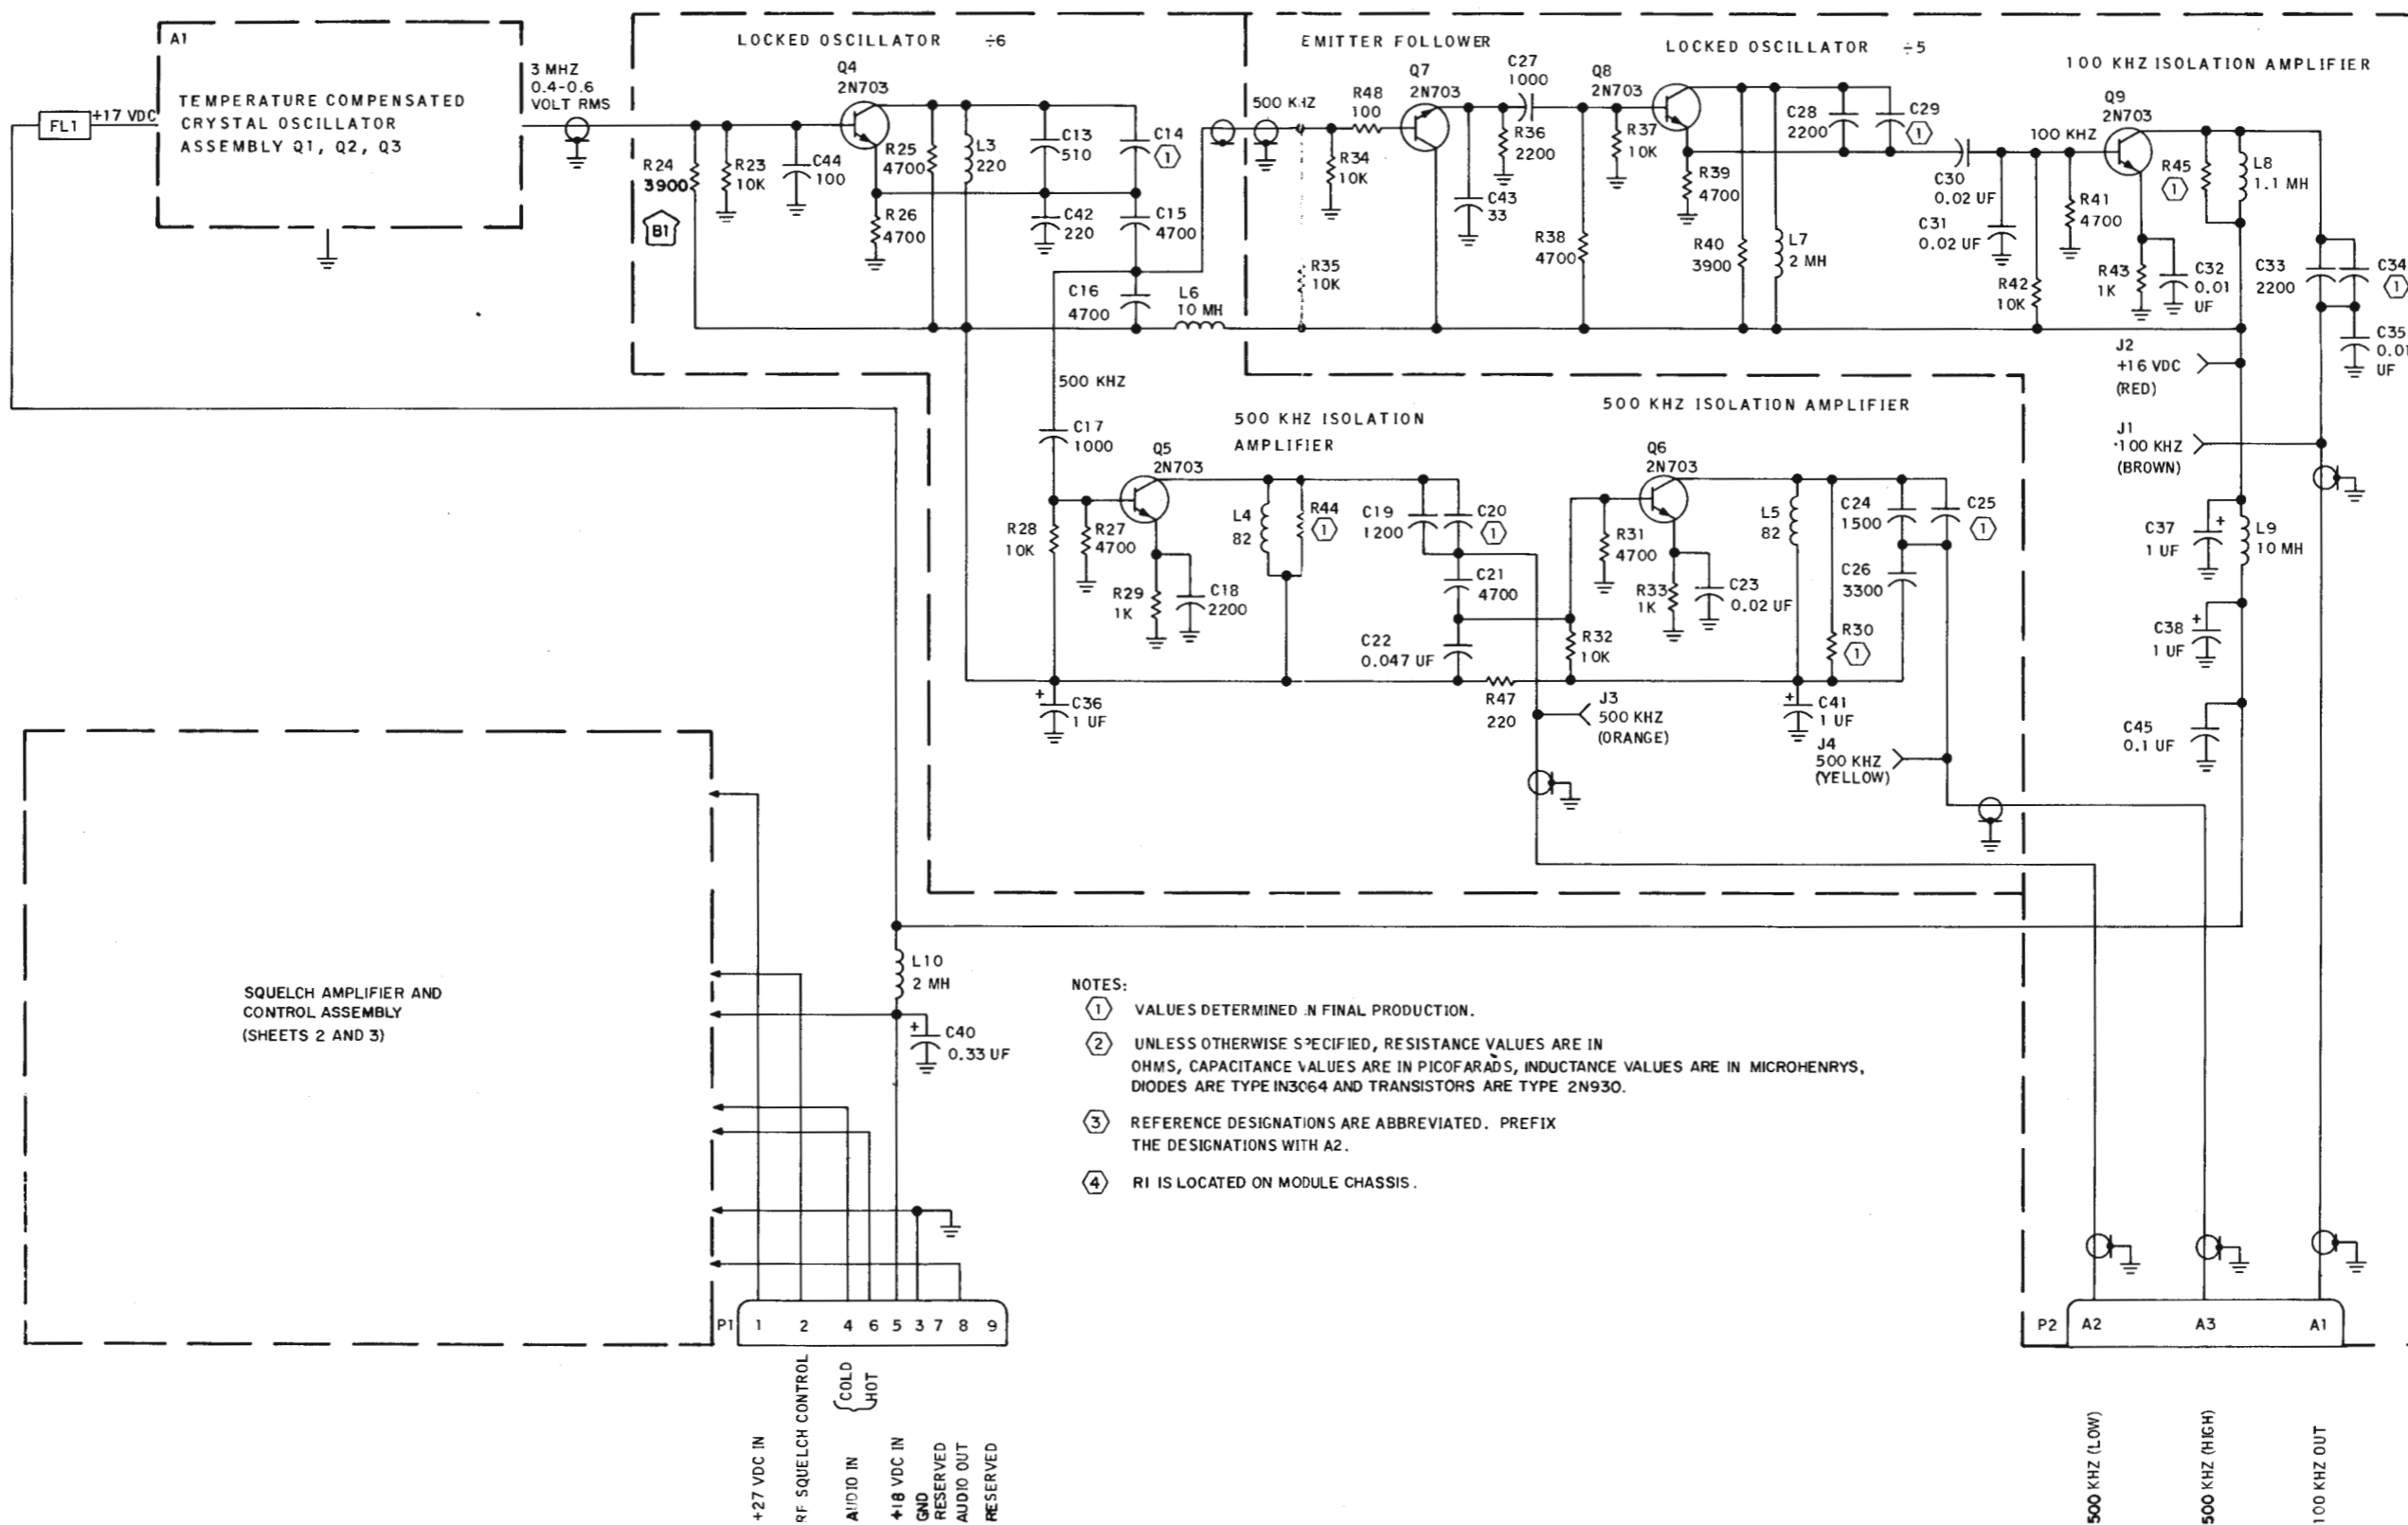 A1
TEMPERATURE COMPENSATED
CRYSTAL OSCILLATOR
ASSEMBLY Q1, Q2, Q3
FL1
+17 VDC
3 MHZ
0.4-0.6
VOLT RMS
LOCKED OSCILLATOR ÷6
Q4
2N703
R24
3900
B1
R23
10K
C44
100
R25
4700
L3
220
R26
4700
C13
510
C14
1
C42
220
C15
4700
C16
4700
L6
10 MH
500 KHZ
EMITTER FOLLOWER
500 KHZ
R34
10K
R35
10K
R48
100
Q7
2N703
C27
1000
R36
2200
C43
33
LOCKED OSCILLATOR ÷5
Q8
2N703
R37
10K
R38
4700
R39
4700
R40
3900
L7
2 MH
C28
2200
C29
1
C30
0.02 UF
C31
0.02 UF
100 KHZ ISOLATION AMPLIFIER
100 KHZ
Q9
2N703
R41
4700
R42
10K
R43
1K
C32
0.01
UF
R45
1
L8
1.1 MH
C33
2200
C34
1
C35
0.01
UF
J2
+16 VDC
(RED)
J1
100 KHZ
(BROWN)
C37
1 UF
L9
10 MH
C38
1 UF
C45
0.1 UF
C17
1000
500 KHZ ISOLATION
AMPLIFIER
Q5
2N703
R28
10K
R27
4700
R29
1K
C18
2200
L4
82
R44
1
C19
1200
C20
1
C21
4700
C22
0.047 UF
C36
1 UF
R47
220
J3
500 KHZ
(ORANGE)
500 KHZ ISOLATION AMPLIFIER
Q6
2N703
R31
4700
R32
10K
R33
1K
C23
0.02 UF
L5
82
R30
1
C24
1500
C25
1
C26
3300
C41
1 UF
J4
500 KHZ
(YELLOW)
SQUELCH AMPLIFIER AND
CONTROL ASSEMBLY
(SHEETS 2 AND 3)
L10
2 MH
C40
0.33 UF
NOTES:
1 VALUES DETERMINED IN FINAL PRODUCTION.
2 UNLESS OTHERWISE SPECIFIED, RESISTANCE VALUES ARE IN
OHMS, CAPACITANCE VALUES ARE IN PICOFARADS, INDUCTANCE VALUES ARE IN MICROHENRYS,
DIODES ARE TYPE IN3064 AND TRANSISTORS ARE TYPE 2N930.
3 REFERENCE DESIGNATIONS ARE ABBREVIATED. PREFIX
THE DESIGNATIONS WITH A2.
4 R1 IS LOCATED ON MODULE CHASSIS.
P1 1 2 4 6 5 3 7 8 9
+27 VDC IN
RF SQUELCH CONTROL
AUDIO IN
COLD
HOT
+18 VDC IN
GND
RESERVED
AUDIO OUT
RESERVED
P2 A2 A3 A1
500 KHZ (LOW)
500 KHZ (HIGH)
100 KHZ OUT